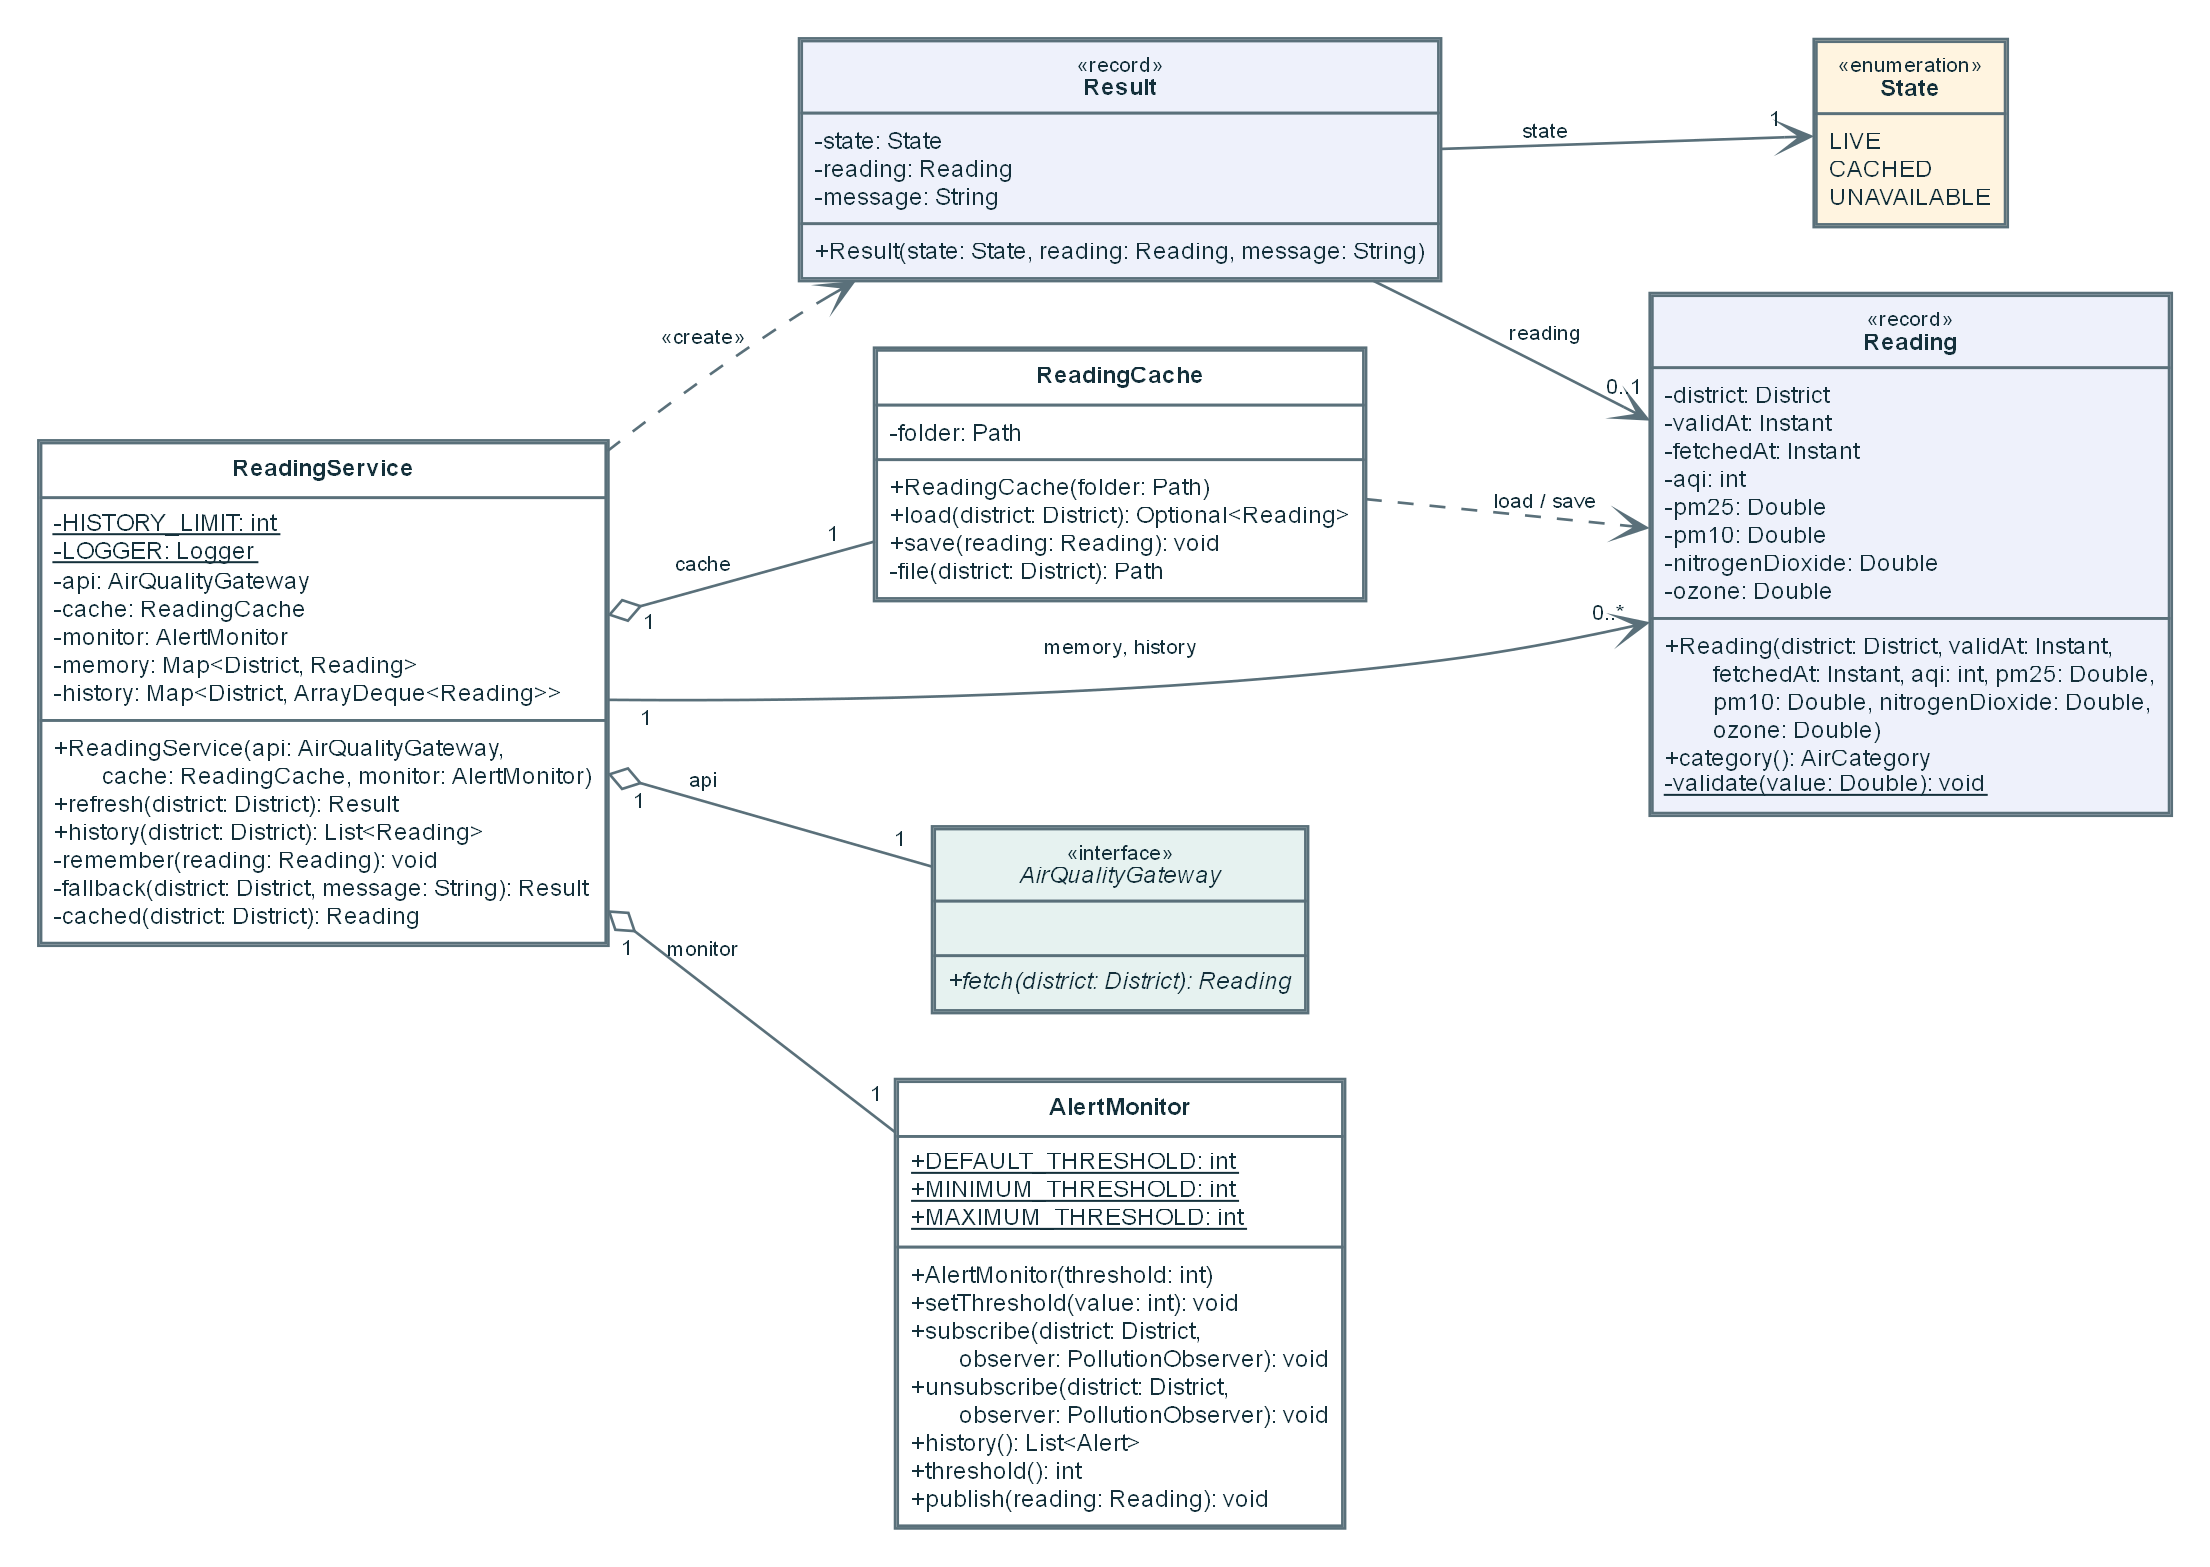 «record»
Result
-state: State
-reading: Reading
-message: String
+Result(state: State, reading: Reading, message: String)
state
1
«enumeration»
State
LIVE
CACHED
UNAVAILABLE
reading
0..1
«create»
«record»
Reading
-district: District
-validAt: Instant
-fetchedAt: Instant
-aqi: int
-pm25: Double
-pm10: Double
-nitrogenDioxide: Double
-ozone: Double
+Reading(district: District, validAt: Instant,
fetchedAt: Instant, aqi: int, pm25: Double,
pm10: Double, nitrogenDioxide: Double,
ozone: Double)
+category(): AirCategory
-validate(value: Double): void
ReadingCache
-folder: Path
+ReadingCache(folder: Path)
+load(district: District): Optional<Reading>
+save(reading: Reading): void
-file(district: District): Path
load / save
ReadingService
-HISTORY_LIMIT: int
-LOGGER: Logger
-api: AirQualityGateway
-cache: ReadingCache
-monitor: AlertMonitor
-memory: Map<District, Reading>
-history: Map<District, ArrayDeque<Reading>>
+ReadingService(api: AirQualityGateway,
cache: ReadingCache, monitor: AlertMonitor)
+refresh(district: District): Result
+history(district: District): List<Reading>
-remember(reading: Reading): void
-fallback(district: District, message: String): Result
-cached(district: District): Reading
1
cache
1
0..*
memory, history
1
api
1
1
monitor
1
1
«interface»
AirQualityGateway
+fetch(district: District): Reading
AlertMonitor
+DEFAULT_THRESHOLD: int
+MINIMUM_THRESHOLD: int
+MAXIMUM_THRESHOLD: int
+AlertMonitor(threshold: int)
+setThreshold(value: int): void
+subscribe(district: District,
observer: PollutionObserver): void
+unsubscribe(district: District,
observer: PollutionObserver): void
+history(): List<Alert>
+threshold(): int
+publish(reading: Reading): void